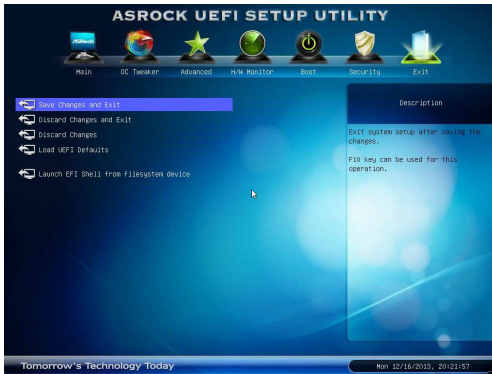 ASROCK UEFI SETUP UTILITY
ASRock
Main OC Tweaker Advanced H/W Monitor Boot Security Exit
Save Changes and Exit
Discard Changes and Exit
Discard Changes
Load UEFI Defaults
Launch EFI Shell from filesystem device
Description
Exit system setup after saving the
changes.
F10 key can be used for this
operation.
Tomorrow's Technology Today
Mon 12/16/2013, 20:21:57